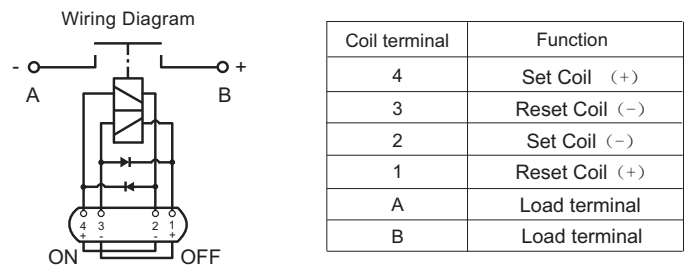 Wiring Diagram
- +
A B
4 3 2 1
+ - - +
ON OFF
Coil terminal Function
4 Set Coil （+）
3 Reset Coil（-）
2 Set Coil（-）
1 Reset Coil（+）
A Load terminal
B Load terminal